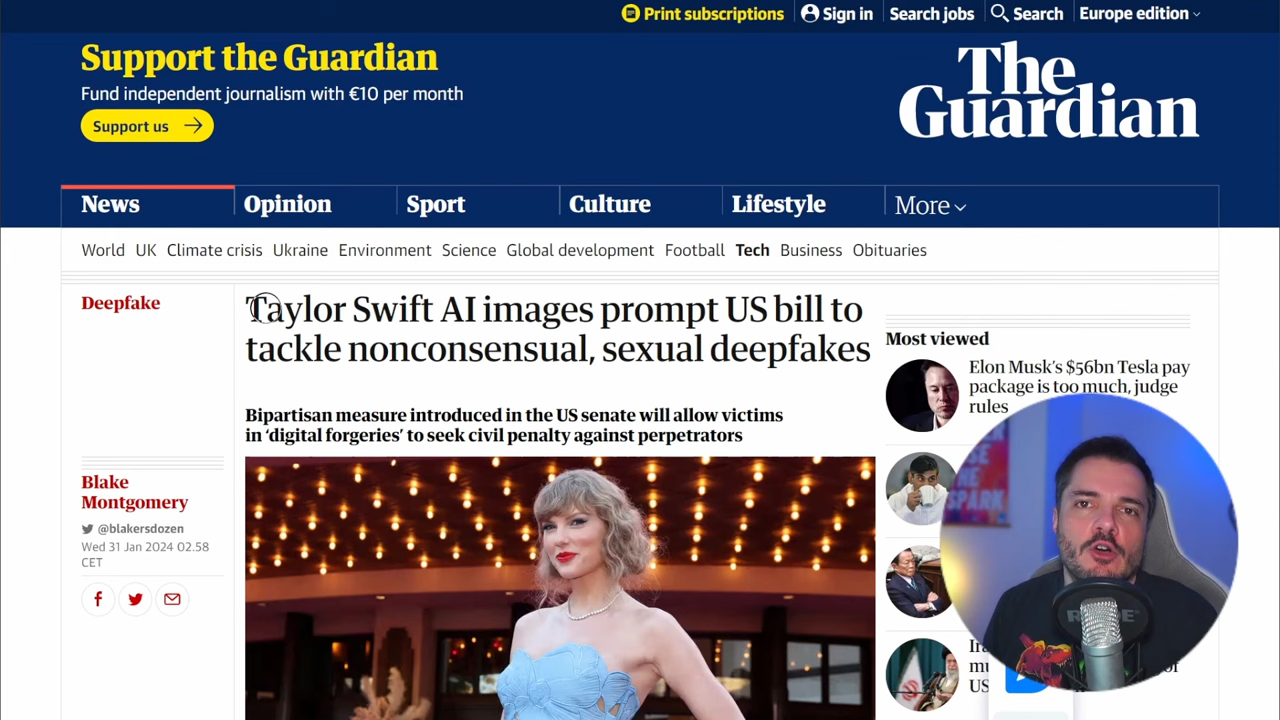 Print subscriptions
Sign in
Search jobs
Search
Europe edition
Support the Guardian
Fund independent journalism with €10 per month
Support us
The
Guardian
News
Opinion
Sport
Culture
Lifestyle
More
World
UK
Climate crisis
Ukraine
Environment
Science
Global development
Football
Tech
Business
Obituaries
Deepfake
Taylor Swift AI images prompt US bill to
tackle nonconsensual, sexual deepfakes
Bipartisan measure introduced in the US senate will allow victims
in ‘digital forgeries’ to seek civil penalty against perpetrators
Blake
Montgomery
@blakersdozen
Wed 31 Jan 2024 02.58
CET
Most viewed
Elon Musk’s $56bn Tesla pay
package is too much, judge
rules
THE
SPARK
of
US